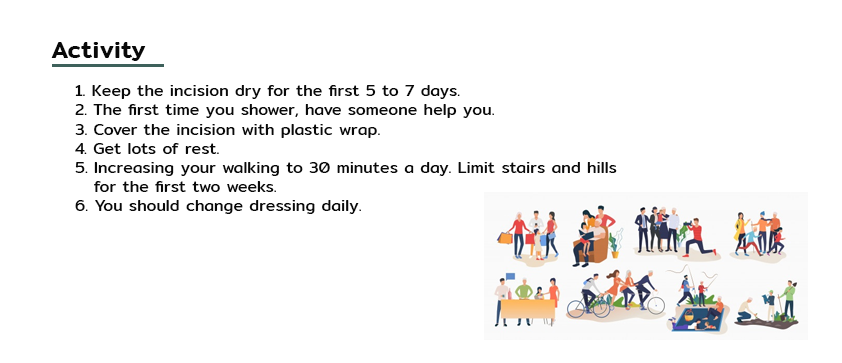 Activity
1. Keep the incision dry for the first 5 to 7 days.
2. The first time you shower, have someone help you.
3. Cover the incision with plastic wrap.
4. Get lots of rest.
5. Increasing your walking to 30 minutes a day. Limit stairs and hills
for the first two weeks.
6. You should change dressing daily.